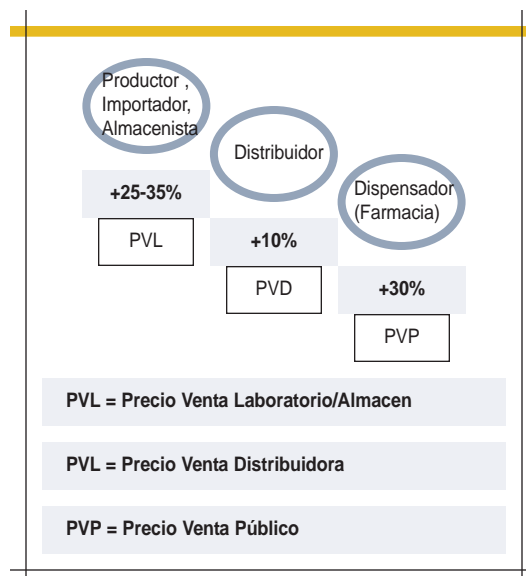 Productor ,
Importador,
Almacenista
Distribuidor
Dispensador
(Farmacia)
+25-35%
PVL
+10%
PVD
+30%
PVP
PVL = Precio Venta Laboratorio/Almacen
PVL = Precio Venta Distribuidora
PVP = Precio Venta Público